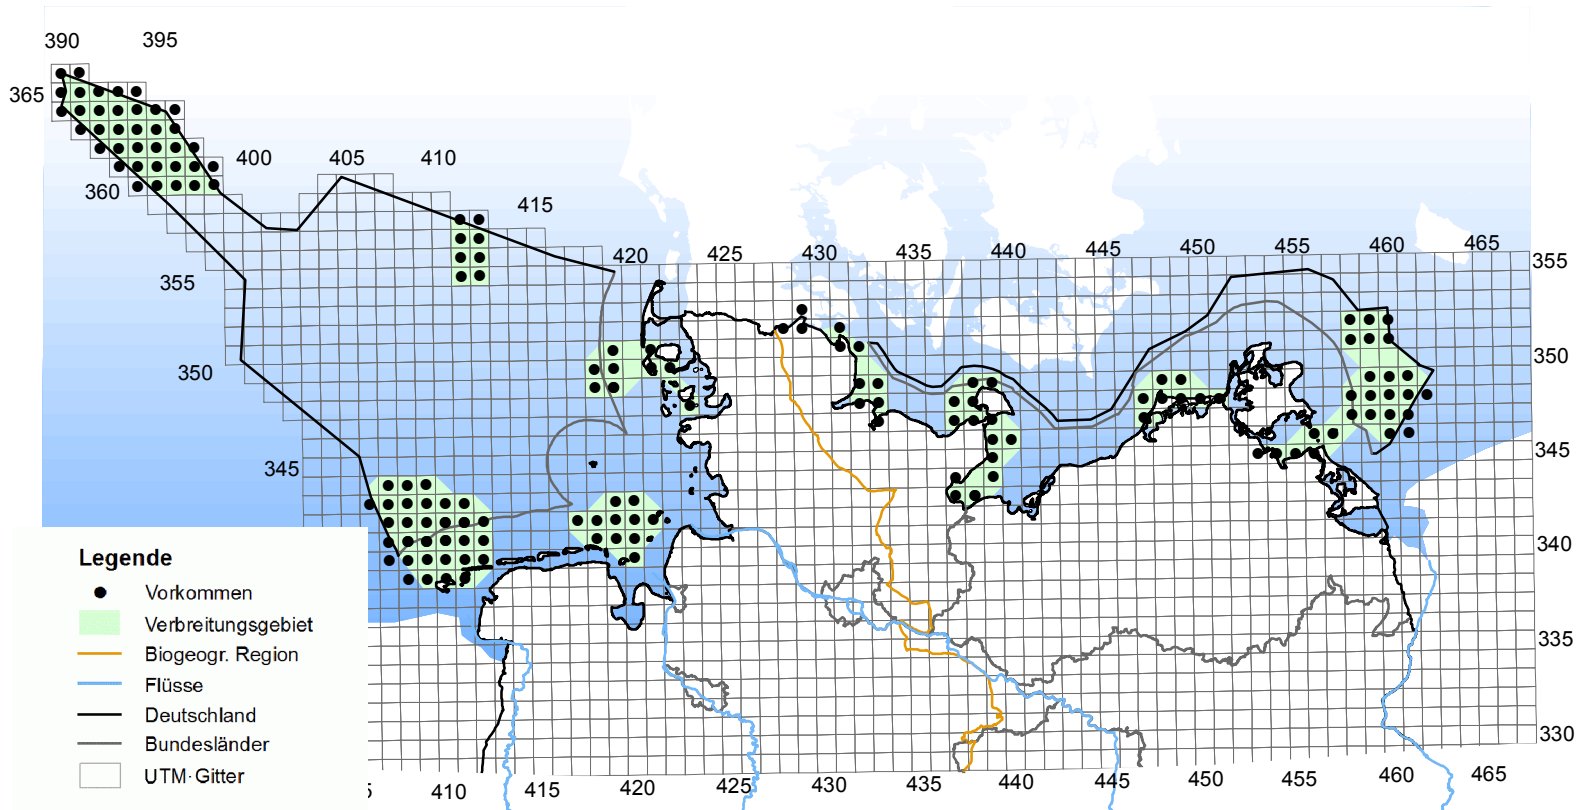 390 395
365
400 405 410
360
415
420 425 430 435 440 445 450 455 460 465
355 355
350 350
345 345
340
335
330
Legende
Vorkommen
Verbreitungsgebiet
Biogeogr. Region
Flüsse
Deutschland
Bundesländer
UTM-Gitter
5 410 415 420 425 430 435 440 445 450 455 460 465